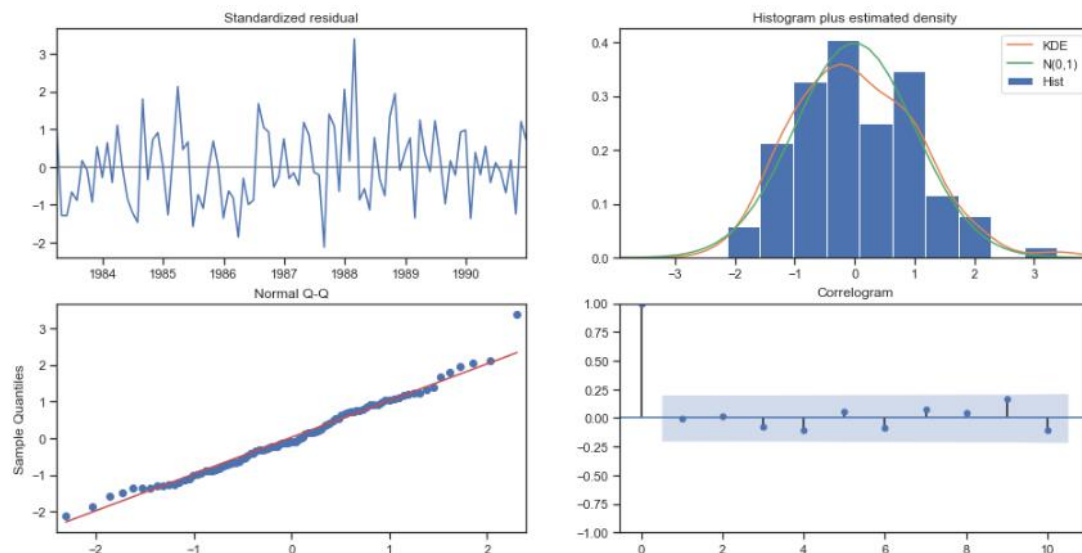 Standardized residual
3
2
1
0
−1
−2
1984 1985 1986 1987 1988 1989 1990
Histogram plus estimated density
0.4
0.3
0.2
0.1
0.0
KDE
N(0,1)
Hist
−3 −2 −1 0 1 2 3
Normal Q-Q
Sample Quantiles
3
2
1
0
−1
−2
−2 −1 0 1 2
Correlogram
1.00
0.75
0.50
0.25
0.00
−0.25
−0.50
−0.75
−1.00
0 2 4 6 8 10